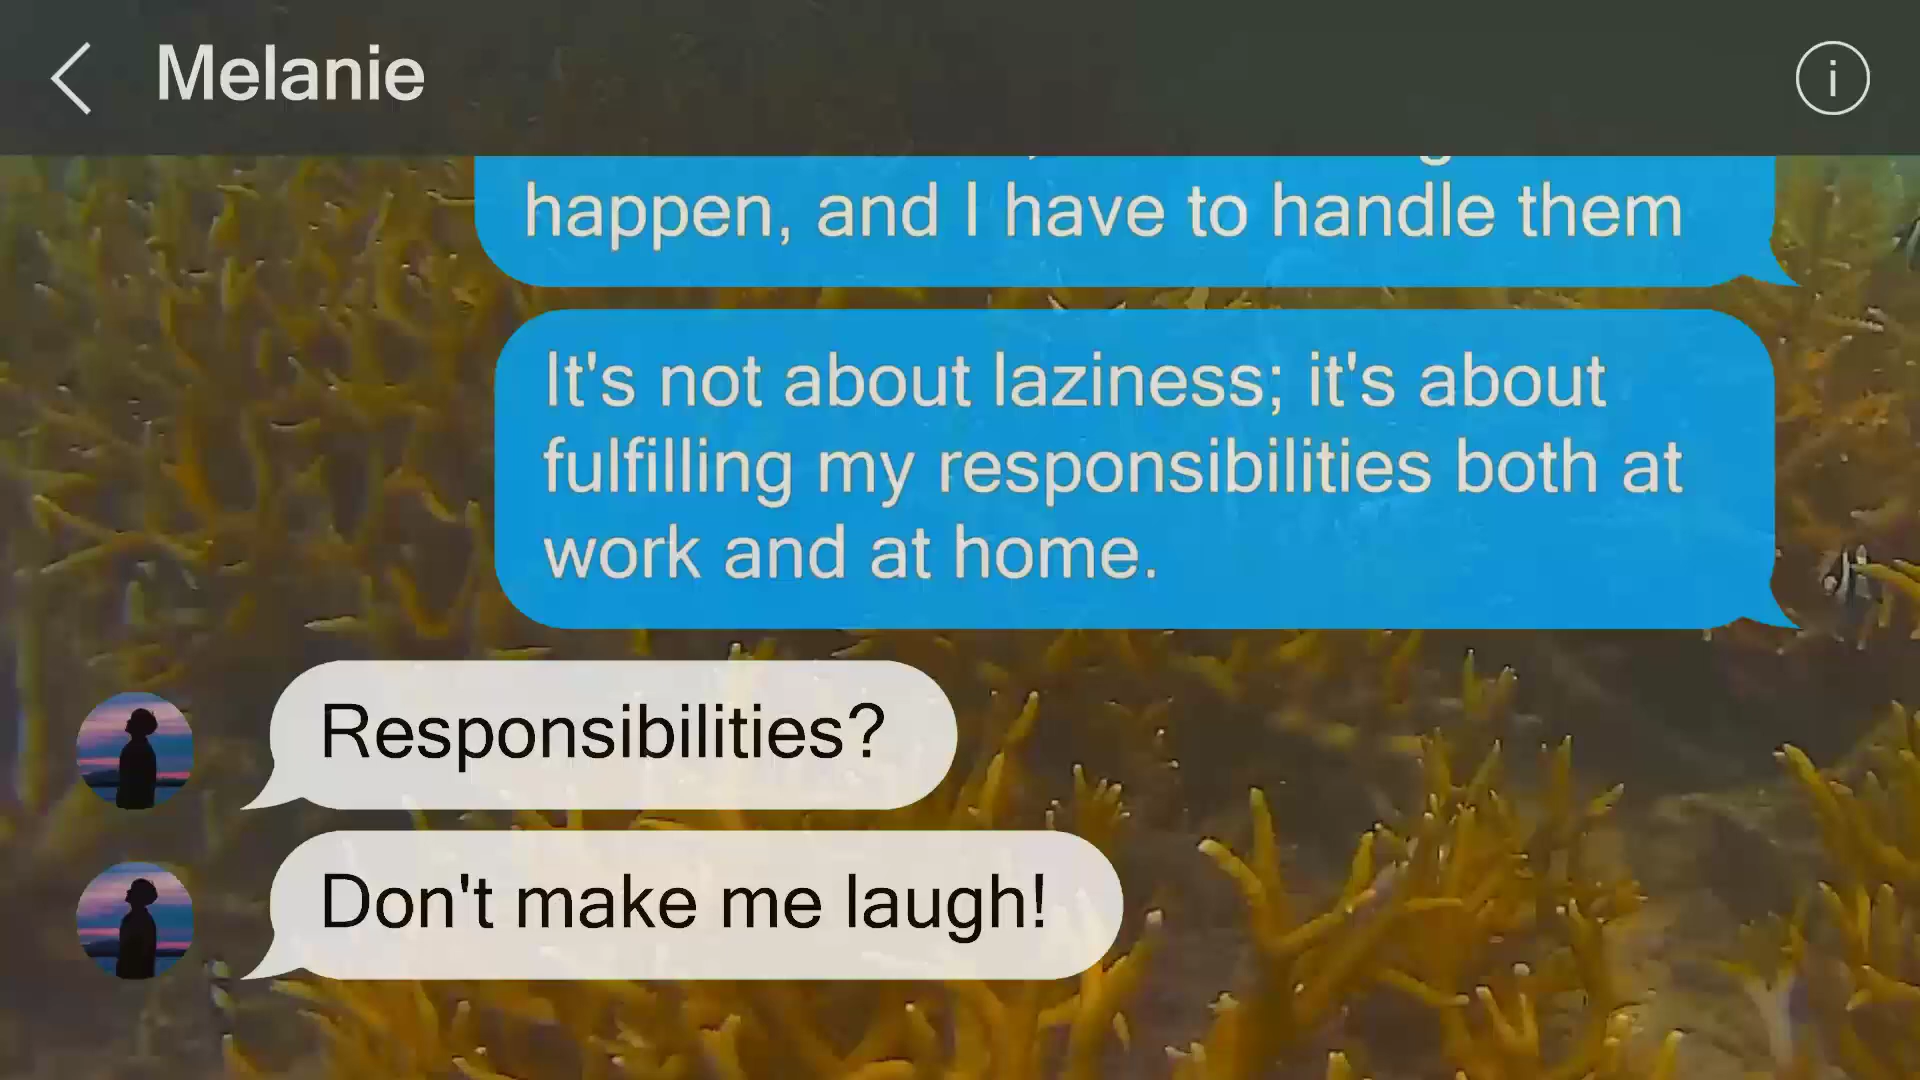 Melanie
happen, and I have to handle them
It's not about laziness; it's about
fulfilling my responsibilities both at
work and at home.
Responsibilities?
Don't make me laugh!